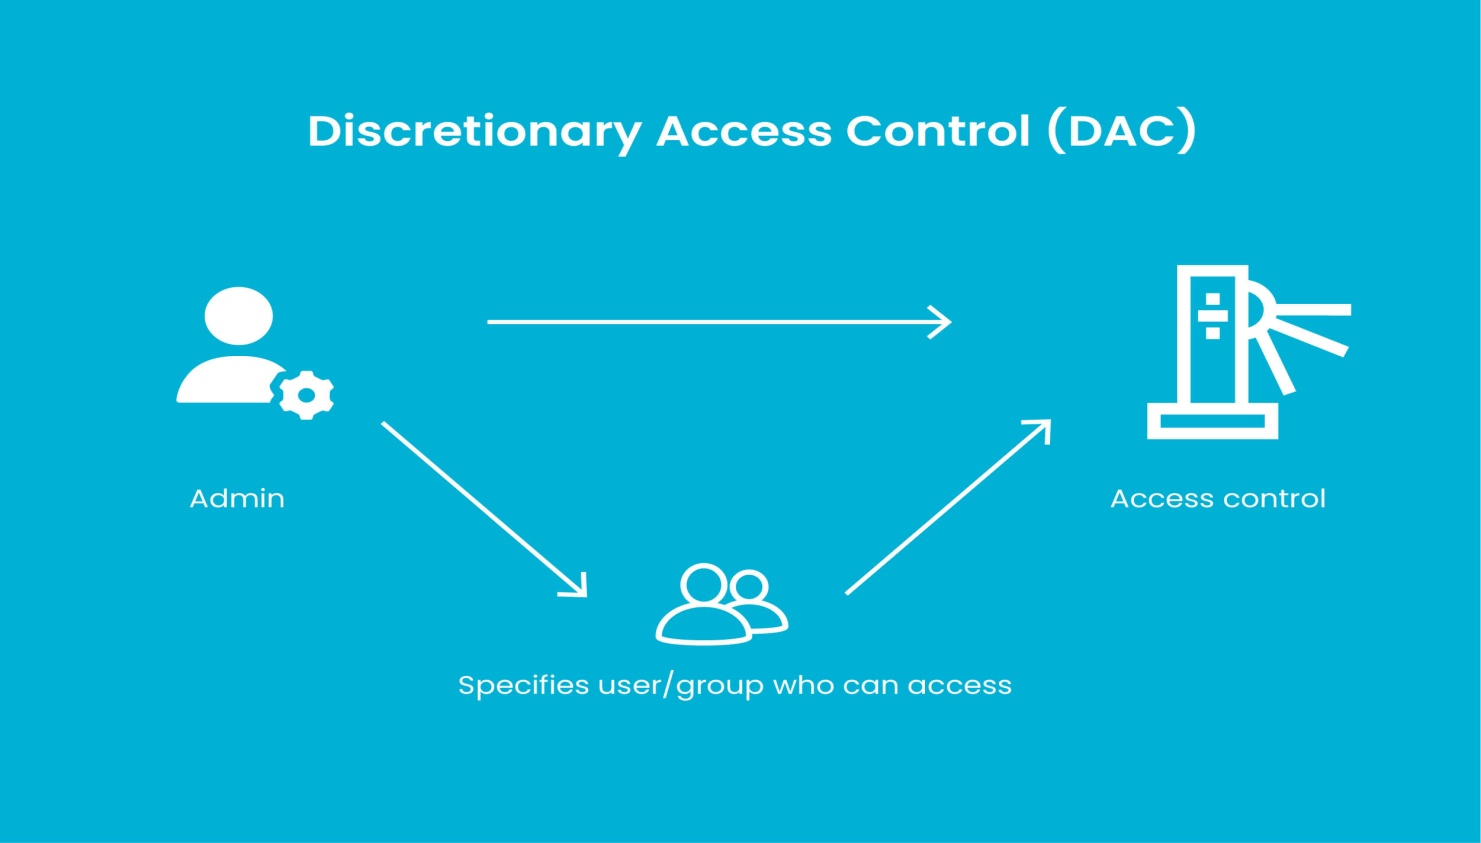 Discretionary Access Control (DAC)
Admin
Access control
Specifies user/group who can access